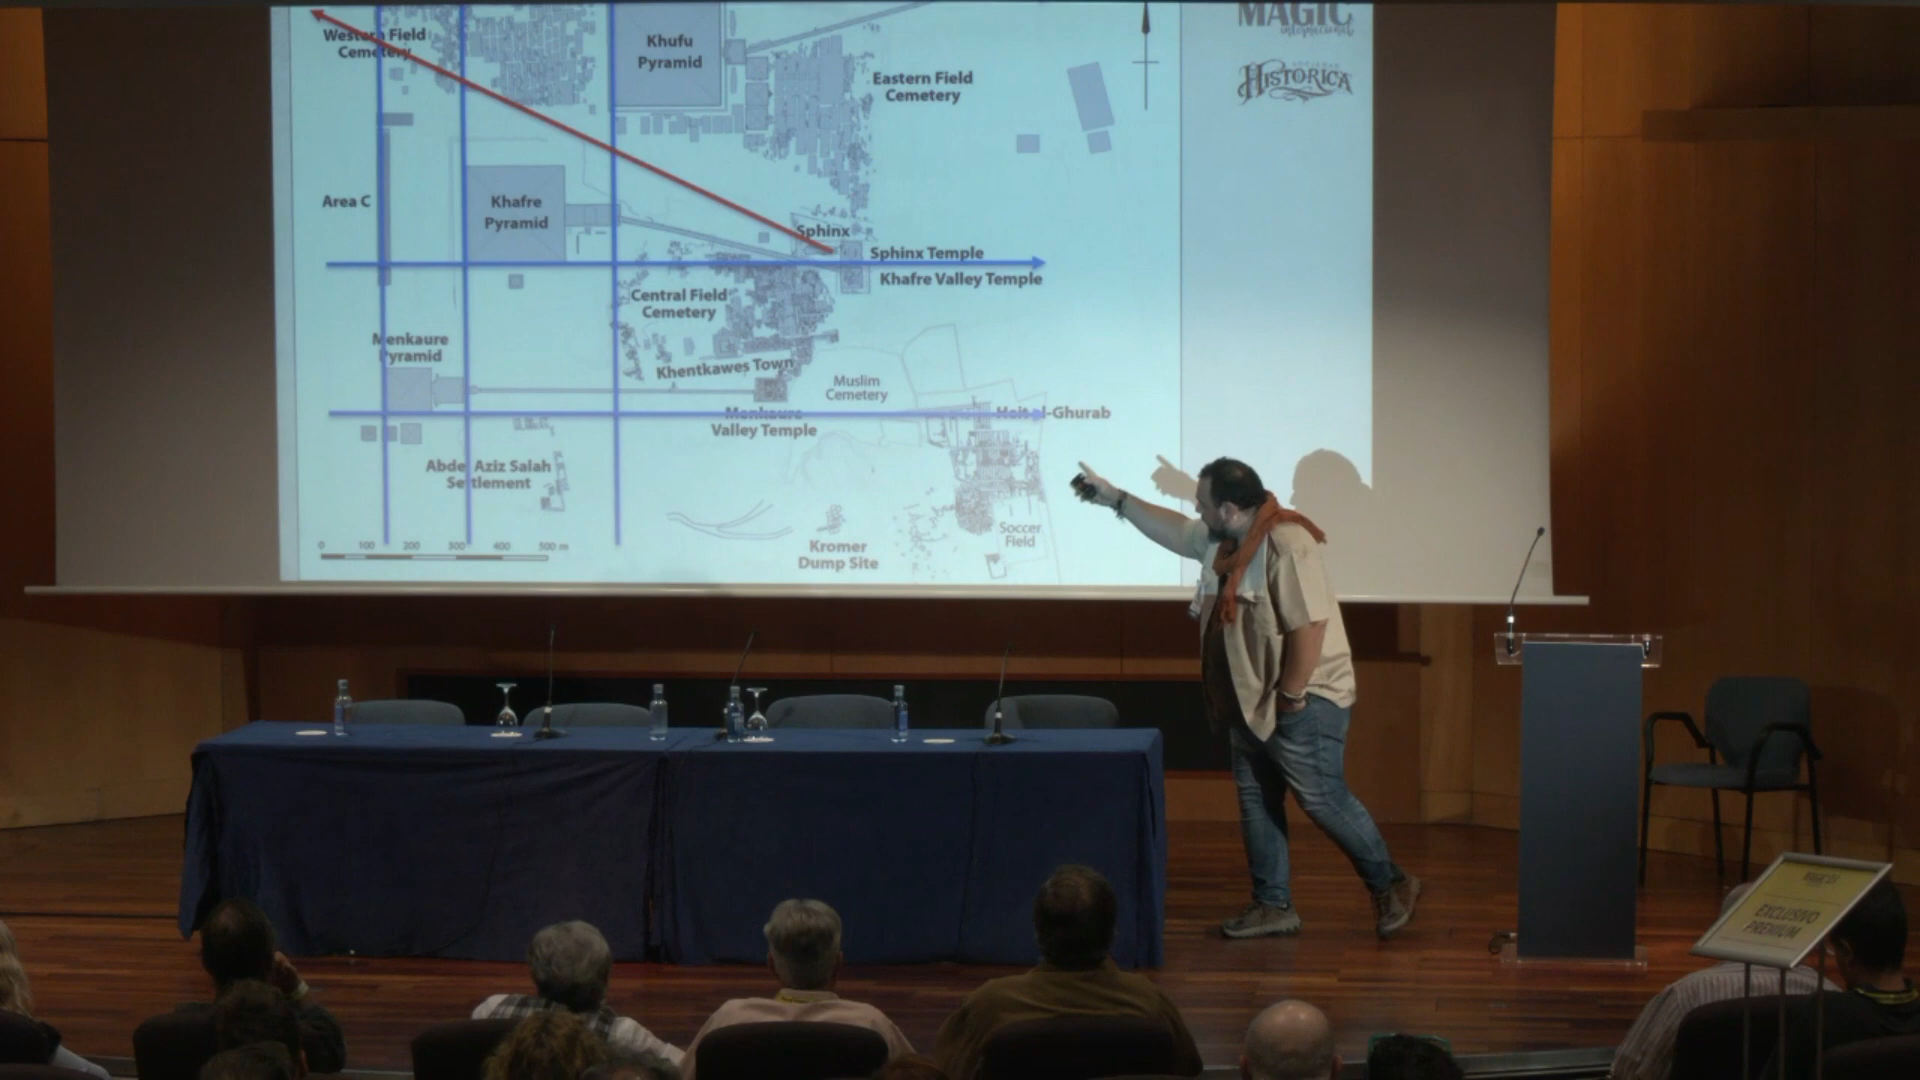 MAGIC
internacional
HISTORICA
Western Field
Cemetery
Khufu
Pyramid
Eastern Field
Cemetery
Area C
Khafre
Pyramid
Sphinx
Sphinx Temple
Khafre Valley Temple
Central Field
Cemetery
Menkaure
Pyramid
Khentkawes Town
Muslim
Cemetery
Menkaure
Valley Temple
Heit el-Ghurab
Abdel Aziz Salah
Settlement
Soccer
Field
Kromer
Dump Site
0 100 200 300 400 500 m
EXCLUSIVO
PREMIUM